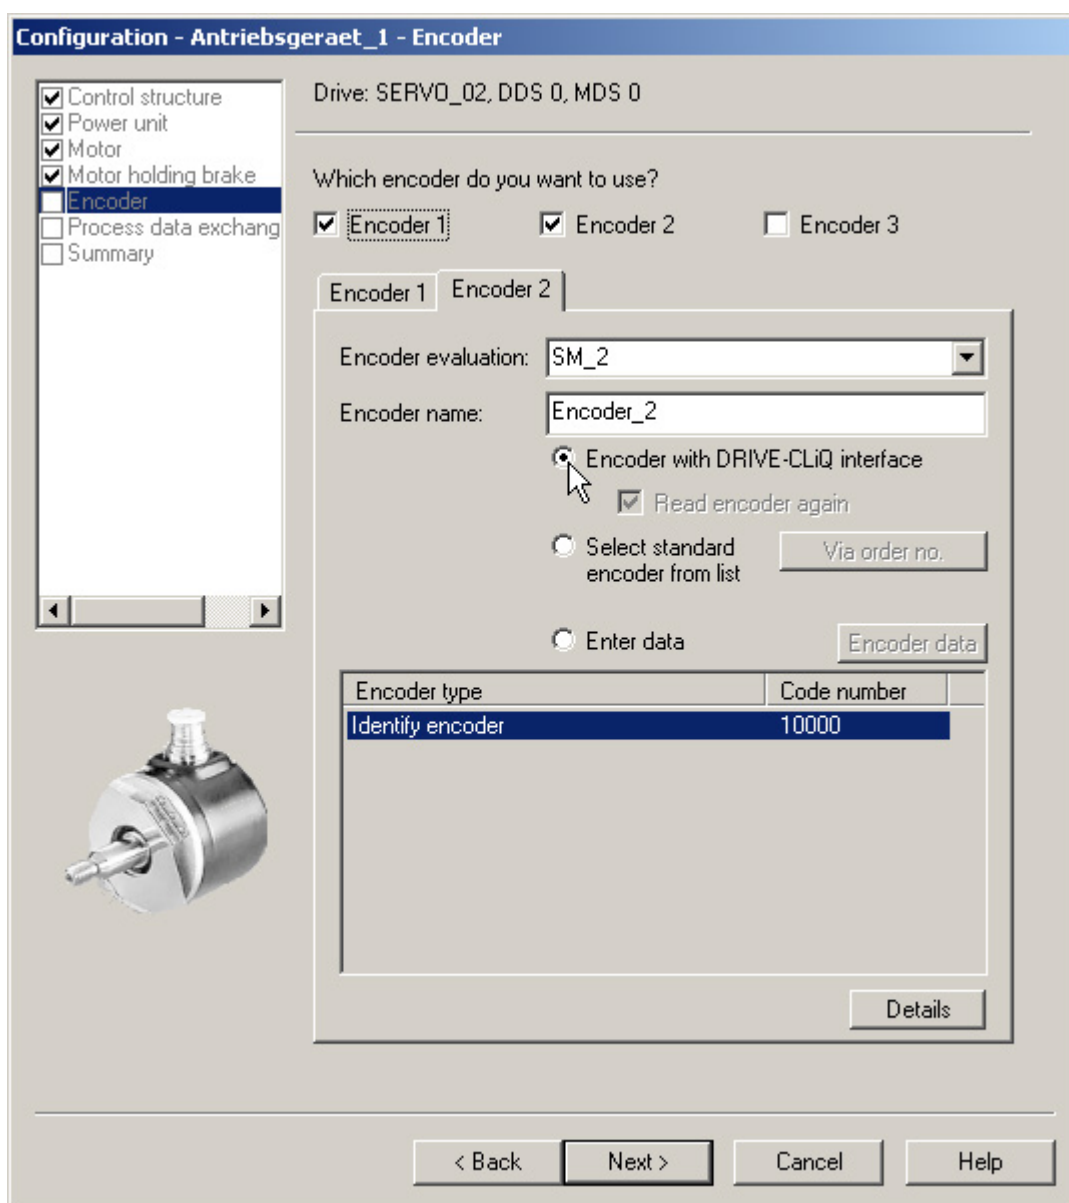 Configuration - Antriebsgeraet_1 - Encoder
Control structure
Power unit
Motor
Motor holding brake
Encoder
Process data exchang
Summary
Drive: SERVO_02, DDS 0, MDS 0
Which encoder do you want to use?
Encoder 1 Encoder 2 Encoder 3
Encoder 1 Encoder 2
Encoder evaluation: SM_2
Encoder name: Encoder_2
Encoder with DRIVE-CLiQ interface
Read encoder again
Select standard
encoder from list
Via order no.
Enter data Encoder data
Encoder type Code number
Identify encoder 10000
Details
< Back Next > Cancel Help